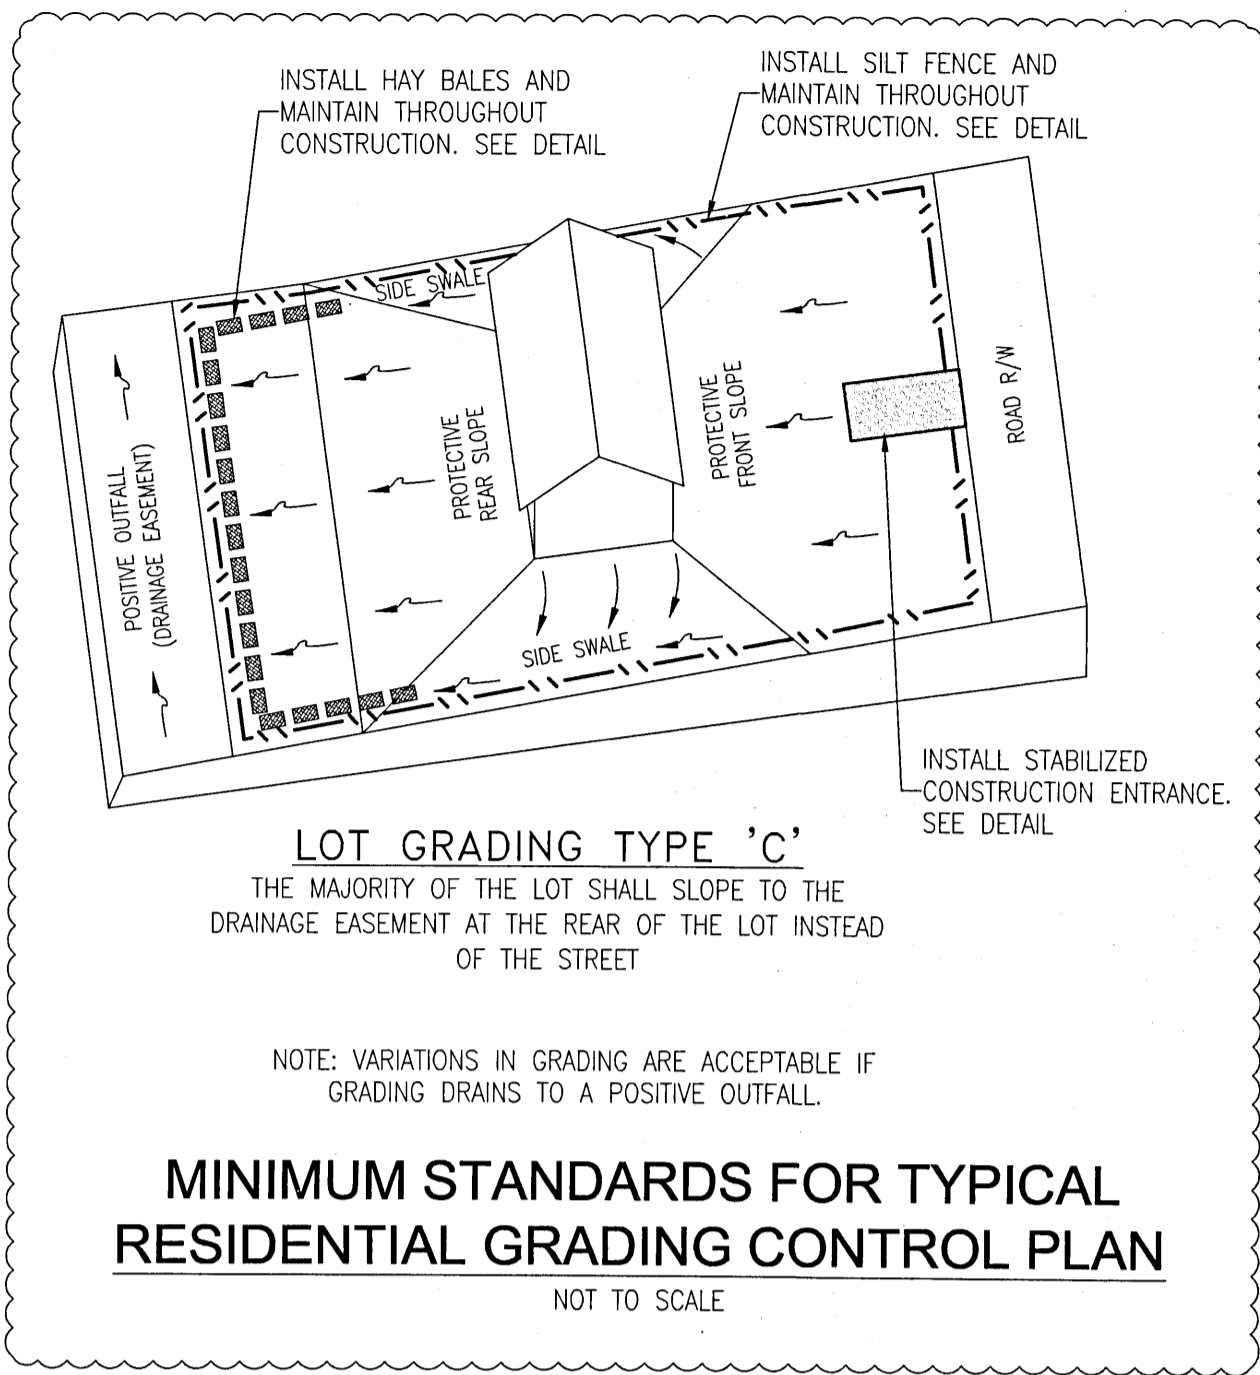 INSTALL HAY BALES AND
MAINTAIN THROUGHOUT
CONSTRUCTION. SEE DETAIL
INSTALL SILT FENCE AND
MAINTAIN THROUGHOUT
CONSTRUCTION. SEE DETAIL
SIDE SWALE
POSITIVE OUTFALL
(DRAINAGE EASEMENT)
PROTECTIVE
REAR SLOPE
PROTECTIVE
FRONT SLOPE
ROAD R/W
SIDE SWALE
INSTALL STABILIZED
CONSTRUCTION ENTRANCE.
SEE DETAIL
LOT GRADING TYPE 'C'
THE MAJORITY OF THE LOT SHALL SLOPE TO THE
DRAINAGE EASEMENT AT THE REAR OF THE LOT INSTEAD
OF THE STREET
NOTE: VARIATIONS IN GRADING ARE ACCEPTABLE IF
GRADING DRAINS TO A POSITIVE OUTFALL.
MINIMUM STANDARDS FOR TYPICAL
RESIDENTIAL GRADING CONTROL PLAN
NOT TO SCALE